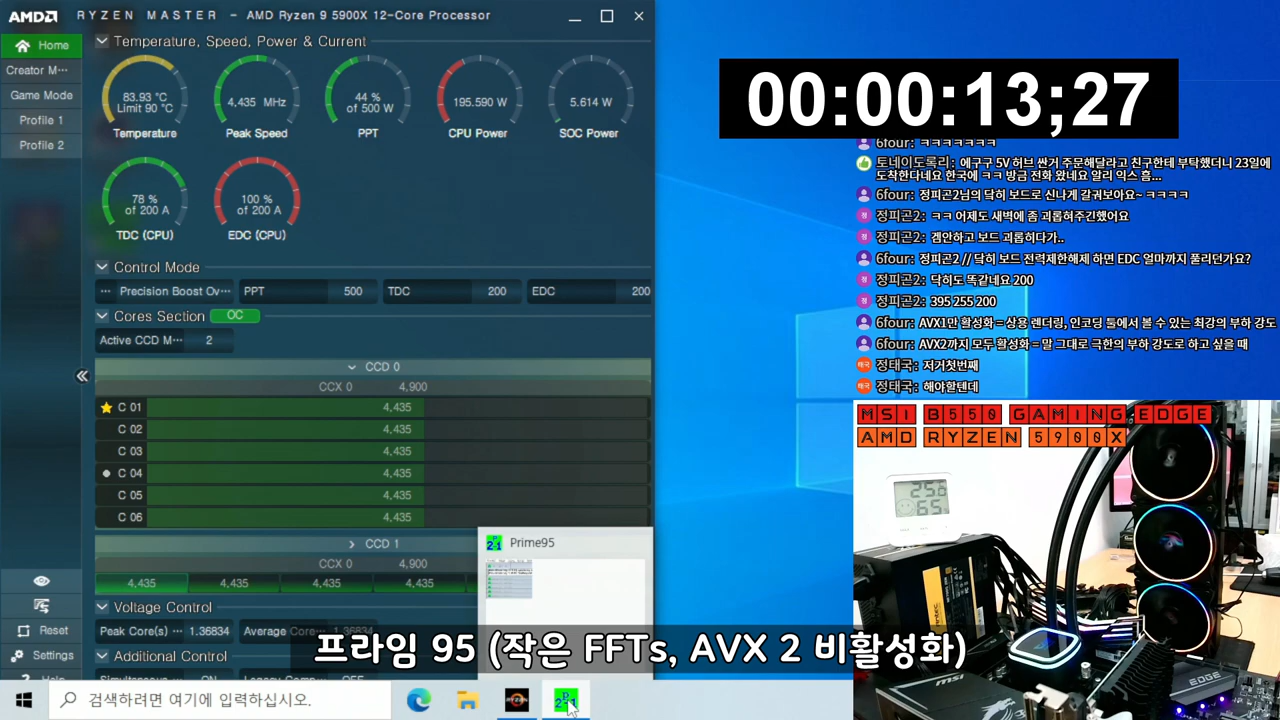 AMD RYZEN MASTER - AMD Ryzen 9 5900X 12-Core Processor
Home
Creator M···
Game Mode
Profile 1
Profile 2
Temperature, Speed, Power & Current
83.93 °C
Limit 90 °C
Temperature
4,435 MHz
Peak Speed
44 %
of 500 W
PPT
195.590 W
CPU Power
5.614 W
SOC Power
78 %
of 200 A
TDC (CPU)
100 %
of 200 A
EDC (CPU)
Control Mode
··· Precision Boost Ov··· PPT 500 TDC 200 EDC 200
Cores Section OC
Active CCD M··· 2
CCD 0
CCX 0 4,900
C 01 4,435
C 02 4,435
C 03 4,435
C 04 4,435
C 05 4,435
C 06 4,435
CCD 1
CCX 0 4,900
4,435 4,435 4,435 4,435
Voltage Control
Peak Core(s) ··· 1.36834 Average Core··· 1.36834
Additional Control
Reset
Settings
Prime95
프라임 95 (작은 FFTs, AVX 2 비활성화)
검색하려면 여기에 입력하십시오.
RYZEN
00:00:13;27
6four: ㅋㅋㅋㅋㅋㅋㅋ
토네이도록리: 에구구 5V 허브 싼거 주문해달라고 친구한테 부탁했더니 23일에
도착한다네요 한국에 ㅋㅋ 방금 전화 왔네요 알리 익스 흠...
6four: 정피곤2님의 닭히 보드로 신나게 갈궈보아요~ ㅋㅋㅋㅋ
정피곤2: ㅋㅋ 어제도 새벽에 좀 괴롭혀주긴했어요
정피곤2: 겜안하고 보드 괴롭히다가..
6four: 정피곤2 // 닭히 보드 전력제한해제 하면 EDC 얼마까지 풀리던가요?
정피곤2: 닥히도 똑같네요 200
정피곤2: 395 255 200
6four: AVX1만 활성화 = 상용 렌더링, 인코딩 툴에서 볼 수 있는 최강의 부하 강도
6four: AVX2까지 모두 활성화 = 말 그대로 극한의 부하 강도로 하고 싶을 때
정태국: 저거첫번째
정태국: 해야할텐데
MSI B550 GAMING EDGE
AMD RYZEN 5900X
25.6
65
msi
EDGE